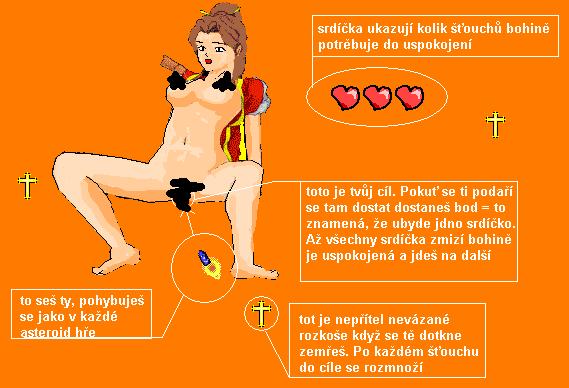 srdíčka ukazují kolik šťouchů bohině
potrěbuje do uspokojení
toto je tvůj cíl. Pokuť se ti podaří
se tam dostat dostaneš bod = to
znamená, že ubyde jdno srdíčko.
Až všechny srdíčka zmizí bohině
je uspokojená a jdeš na další
to seš ty, pohybuješ
se jako v každé
asteroid hře
tot je nepřítel nevázané
rozkoše když se tě dotkne
zemřeš. Po každém šťouchu
do cíle se rozmnoží